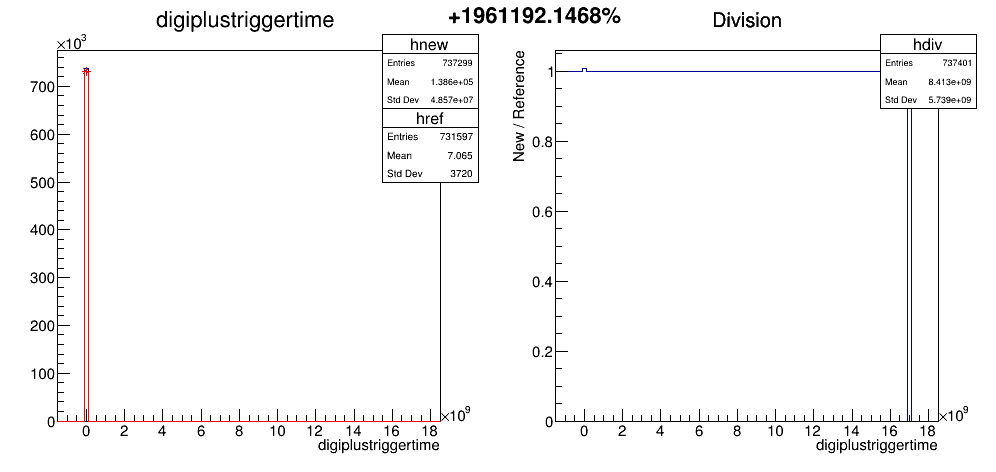 +1961192.1468%
digiplustriggertime
×10³
hnew
Entries 737299
Mean 1.386e+05
Std Dev 4.857e+07
href
Entries 731597
Mean 7.065
Std Dev 3720
700
600
500
400
300
200
100
0
0 2 4 6 8 10 12 14 16 18
×10⁹
digiplustriggertime
Division
hdiv
Entries 737401
Mean 8.413e+09
Std Dev 5.739e+09
New / Reference
1
0.8
0.6
0.4
0.2
0
0 2 4 6 8 10 12 14 16 18
×10⁹
digiplustriggertime